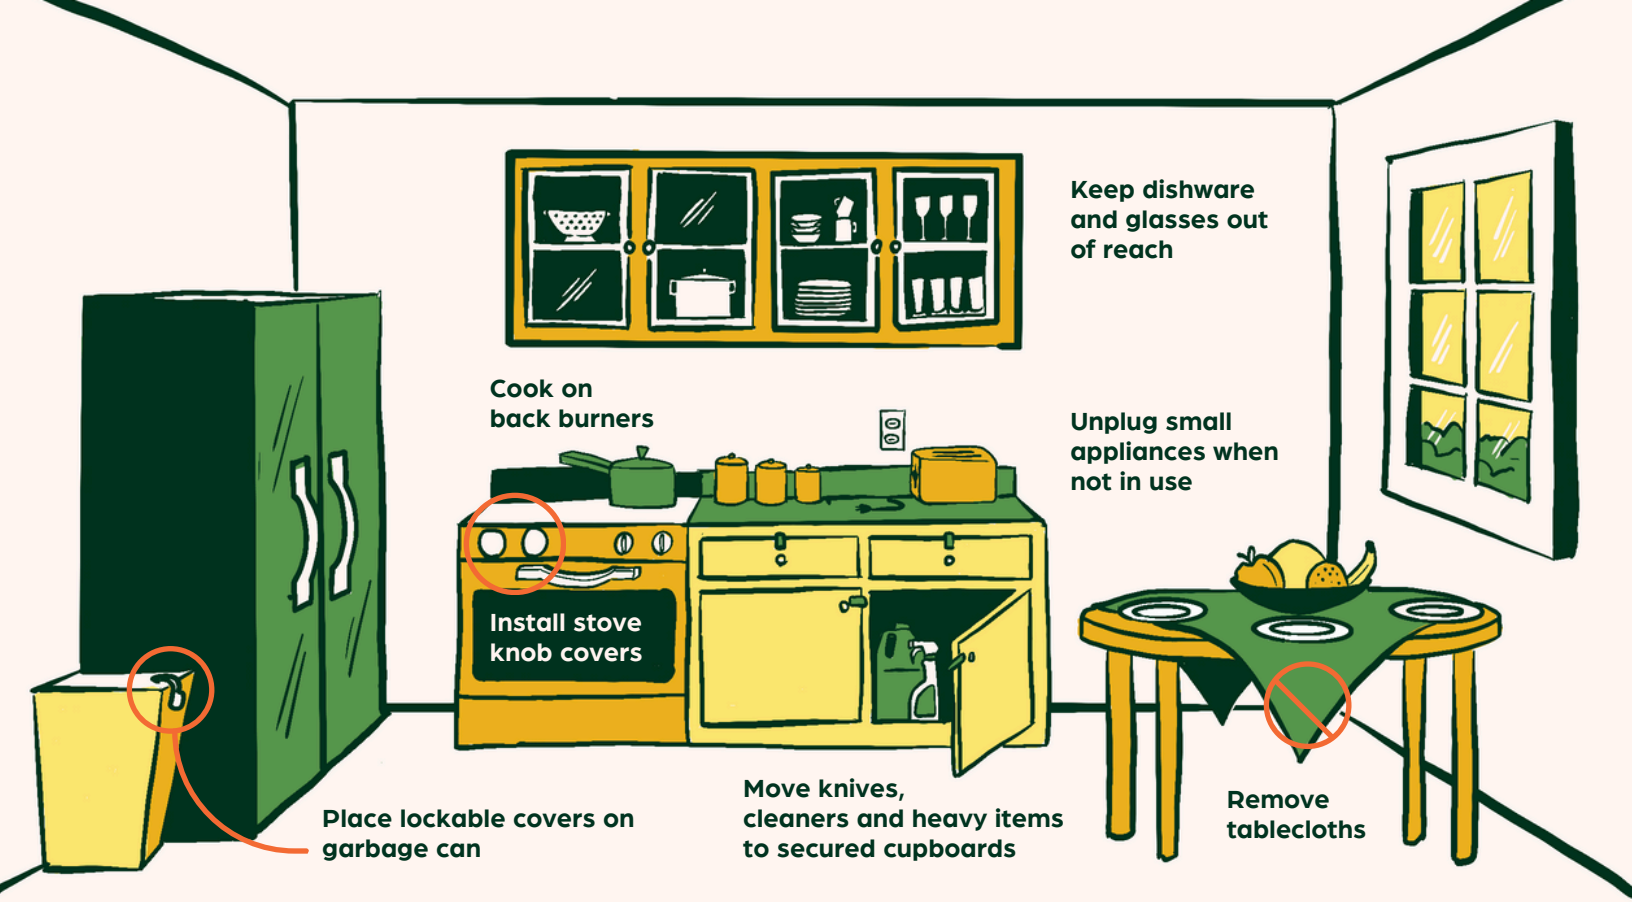 Keep dishware
and glasses out
of reach
Cook on
back burners
Unplug small
appliances when
not in use
Install stove
knob covers
Place lockable covers on
garbage can
Move knives,
cleaners and heavy items
to secured cupboards
Remove
tablecloths